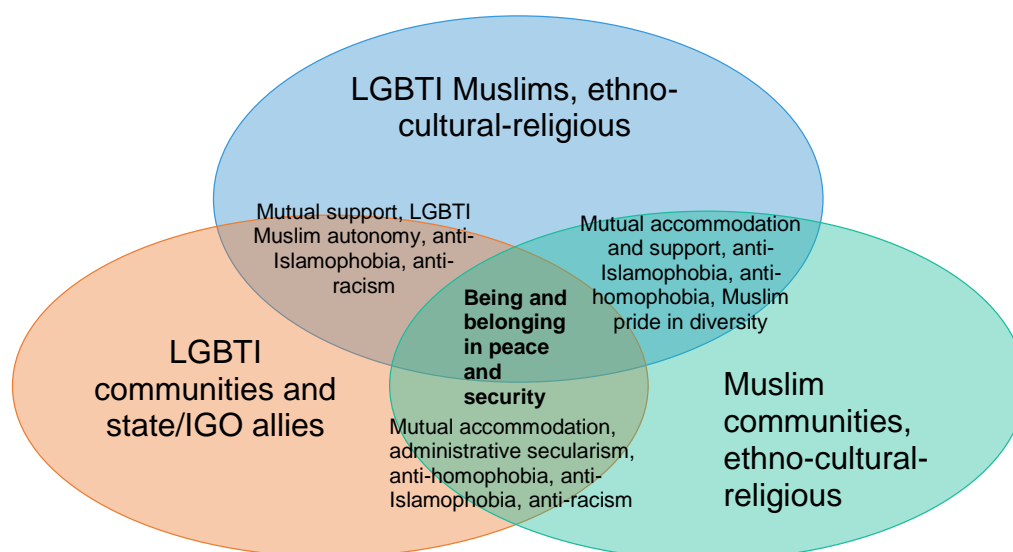 LGBTI Muslims, ethno-
cultural-religious
Mutual support, LGBTI
Muslim autonomy, anti-
Islamophobia, anti-
racism
Mutual accommodation
and support, anti-
Islamophobia, anti-
homophobia, Muslim
pride in diversity
Being and
belonging
in peace
and
security
LGBTI
communities and
state/IGO allies
Muslim
communities,
ethno-cultural-
religious
Mutual accommodation,
administrative secularism,
anti-homophobia, anti-
Islamophobia, anti-racism